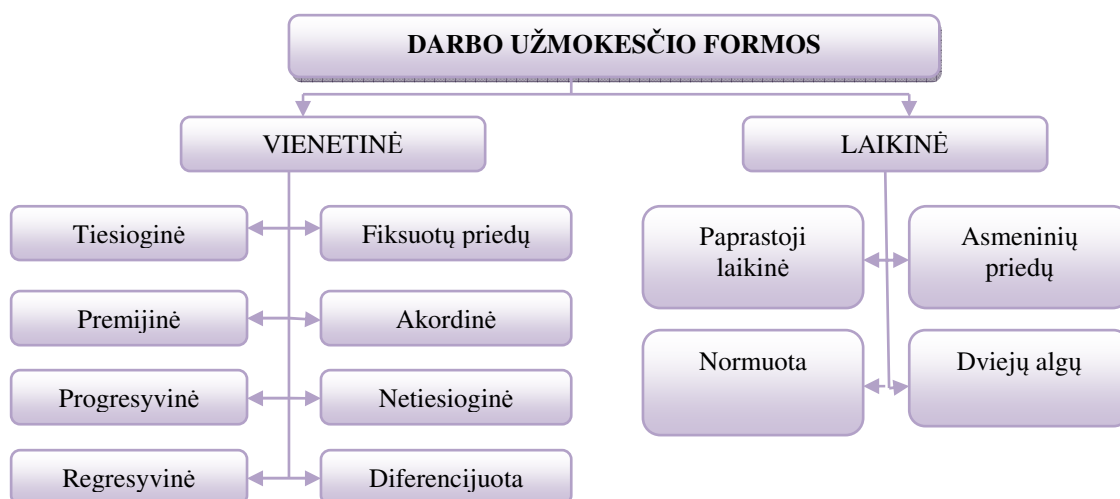 DARBO UŽMOKESČIO FORMOS
VIENETINĖ
LAIKINĖ
Tiesioginė
Fiksuotų priedų
Premijinė
Akordinė
Progresyvinė
Netiesioginė
Regresyvinė
Diferencijuota
Paprastoji
laikinė
Asmeninių
priedų
Normuota
Dviejų algų